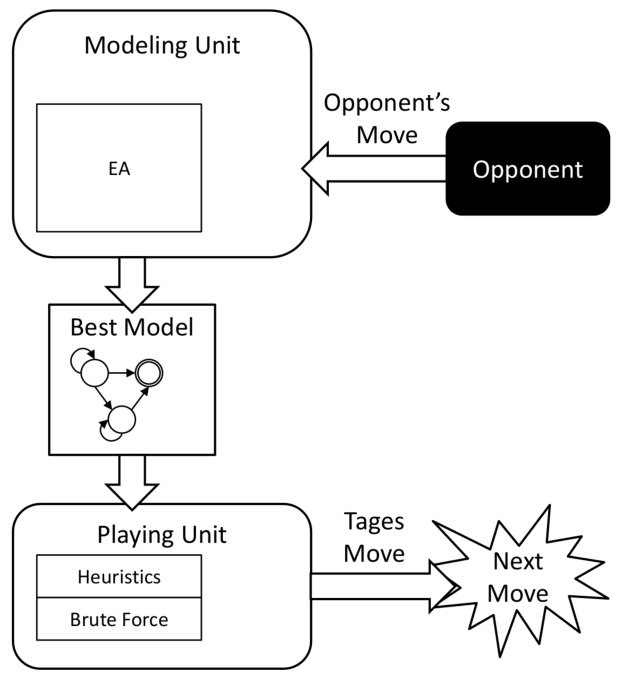 Modeling Unit
EA
Opponent's
Move
Opponent
Best Model
Playing Unit
Heuristics
Brute Force
Tages
Move
Next
Move